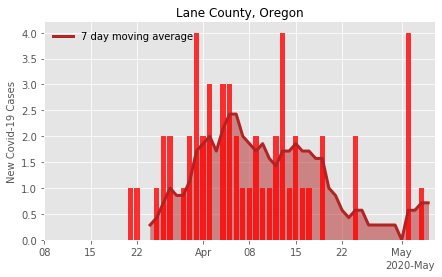 Lane County, Oregon
7 day moving average
New Covid-19 Cases
4.0
3.5
3.0
2.5
2.0
1.5
1.0
0.5
0.0
08 15 22 Apr 08 15 22 May
2020-May